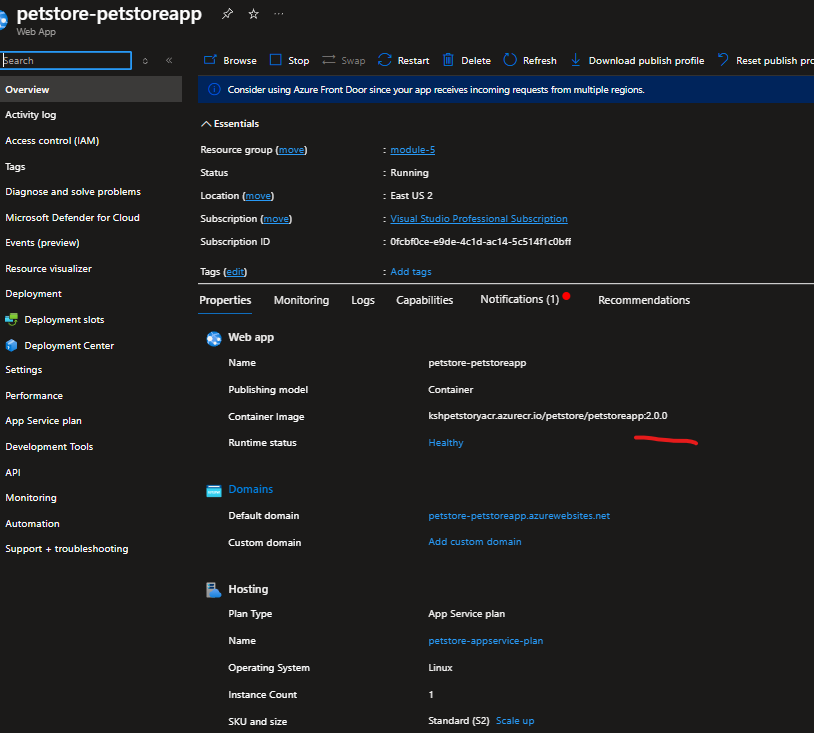 petstore-petstoreapp
Web App
Search
Browse Stop Swap Restart Delete Refresh Download publish profile Reset publish pro
Overview
Consider using Azure Front Door since your app receives incoming requests from multiple regions.
Activity log
Access control (IAM)
Tags
Diagnose and solve problems
Microsoft Defender for Cloud
Events (preview)
Resource visualizer
Deployment
Deployment slots
Deployment Center
Settings
Performance
App Service plan
Development Tools
API
Monitoring
Automation
Support + troubleshooting
Essentials
Resource group (move) : module-5
Status : Running
Location (move) : East US 2
Subscription (move) : Visual Studio Professional Subscription
Subscription ID : 0fcbf0ce-e9de-4c1d-ac14-5c514f1c0bff
Tags (edit) : Add tags
Properties Monitoring Logs Capabilities Notifications (1) Recommendations
Web app
Name petstore-petstoreapp
Publishing model Container
Container Image kshpetstoryacr.azurecr.io/petstore/petstoreapp:2.0.0
Runtime status Healthy
Domains
Default domain petstore-petstoreapp.azurewebsites.net
Custom domain Add custom domain
Hosting
Plan Type App Service plan
Name petstore-appservice-plan
Operating System Linux
Instance Count 1
SKU and size Standard (S2) Scale up